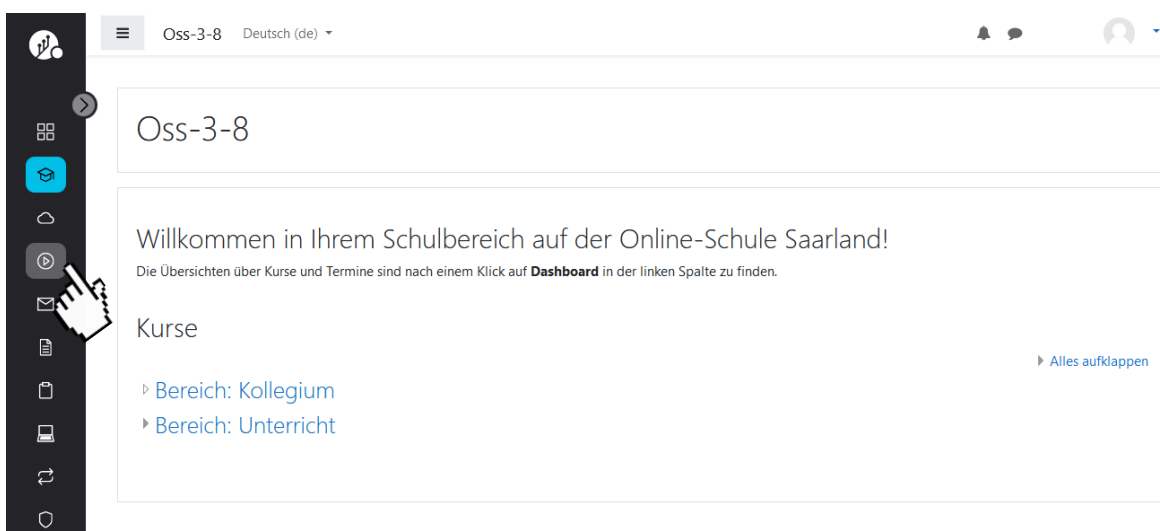 Oss-3-8 Deutsch (de)
Oss-3-8
Willkommen in Ihrem Schulbereich auf der Online-Schule Saarland!
Die Übersichten über Kurse und Termine sind nach einem Klick auf Dashboard in der linken Spalte zu finden.
Kurse
Alles aufklappen
Bereich: Kollegium
Bereich: Unterricht